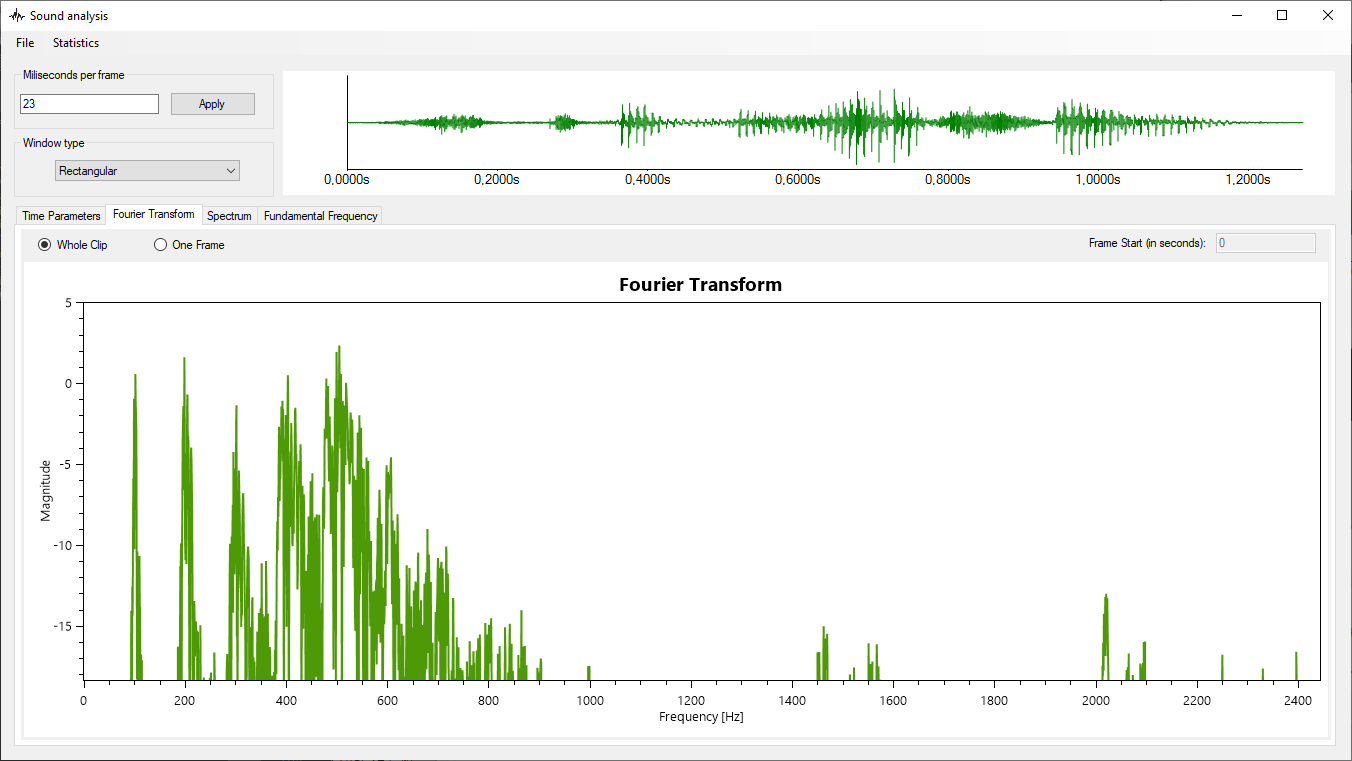 Sound analysis
File Statistics
Miliseconds per frame
23 Apply
Window type
Rectangular
0,0000s 0,2000s 0,4000s 0,6000s 0,8000s 1,0000s 1,2000s
Time Parameters Fourier Transform Spectrum Fundamental Frequency
Whole Clip One Frame Frame Start (in seconds): 0
Fourier Transform
5
0
-5
-10
-15
Magnitude
0 200 400 600 800 1000 1200 1400 1600 1800 2000 2200 2400
Frequency [Hz]